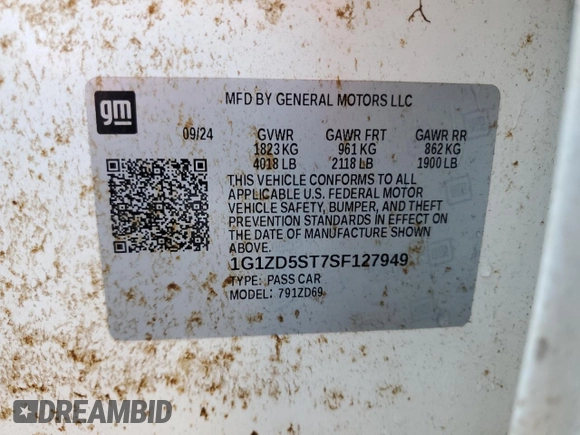 gm
MFD BY GENERAL MOTORS LLC
09/24 GVWR GAWR FRT GAWR RR
1823 KG 961 KG 862 KG
4018 LB 2118 LB 1900 LB
THIS VEHICLE CONFORMS TO ALL
APPLICABLE U.S. FEDERAL MOTOR
VEHICLE SAFETY, BUMPER, AND THEFT
PREVENTION STANDARDS IN EFFECT ON
THE DATE OF MANUFACTURE SHOWN
ABOVE.
1G1ZD5ST7SF127949
TYPE: PASS CAR
MODEL: 791ZD69
DREAMBID